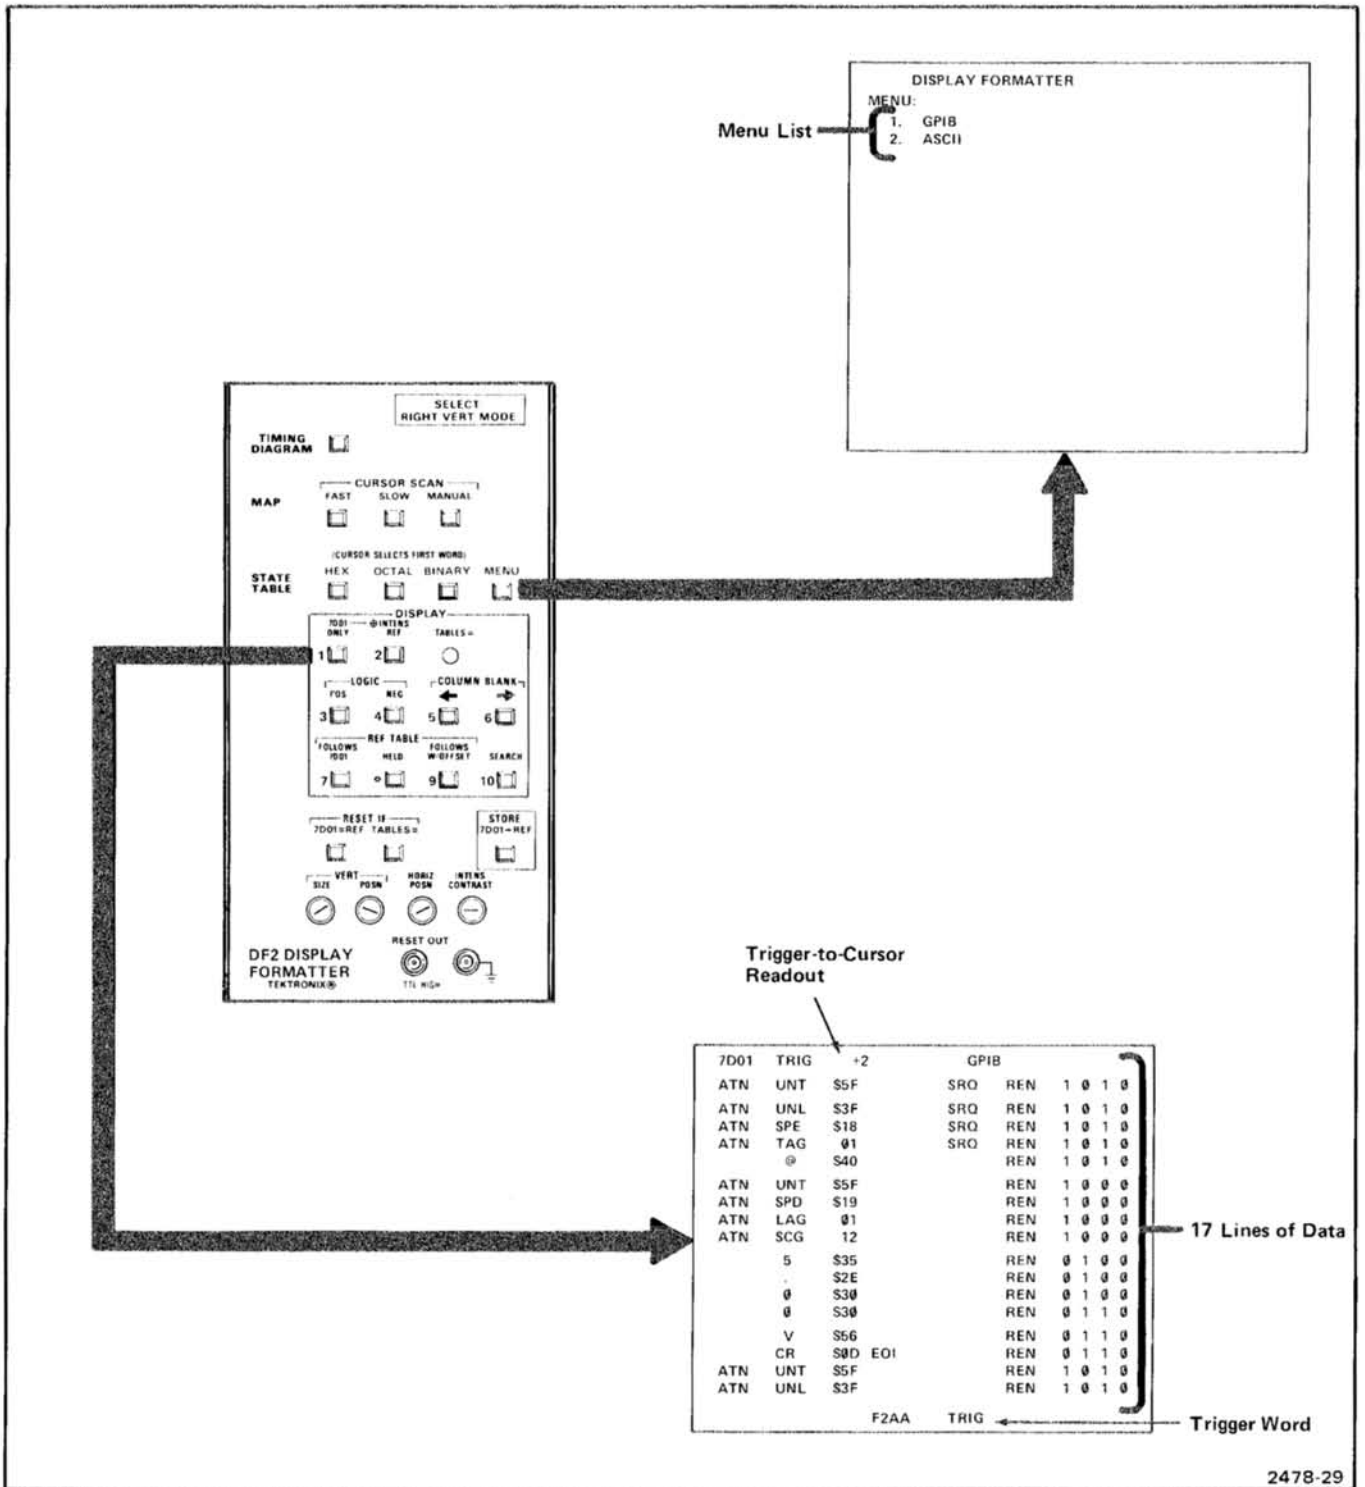 DISPLAY FORMATTER
MENU:
1. GPIB
2. ASCII
Menu List
SELECT
RIGHT VERT MODE
TIMING
DIAGRAM
CURSOR SCAN
MAP
FAST SLOW MANUAL
(CURSOR SELECTS FIRST WORD)
STATE
TABLE
HEX OCTAL BINARY MENU
DISPLAY
7D01 ⊕INTENS
ONLY REF TABLES =
1 2
LOGIC COLUMN BLANK
POS NEG
3 4 5 6
REF TABLE
FOLLOWS FOLLOWS
7D01 HELD W-OFFSET SEARCH
7 9 10
RESET IF STORE
7D01=REF TABLES= 7D01→REF
VERT HORIZ INTENS
SIZE POSN POSN CONTRAST
RESET OUT
DF2 DISPLAY
FORMATTER
TEKTRONIX®
TTL HIGH
Trigger-to-Cursor
Readout
7D01 TRIG +2 GPIB
ATN UNT $5F SRQ REN 1 0 1 0
ATN UNL $3F SRQ REN 1 0 1 0
ATN SPE $18 SRQ REN 1 0 1 0
ATN TAG 01 SRQ REN 1 0 1 0
@ $40 REN 1 0 1 0
ATN UNT $5F REN 1 0 0 0
ATN SPD $19 REN 1 0 0 0
ATN LAG 01 REN 1 0 0 0
ATN SCG 12 REN 1 0 0 0
5 $35 REN 0 1 0 0
. $2E REN 0 1 0 0
0 $30 REN 0 1 0 0
0 $30 REN 0 1 1 0
V $56 REN 0 1 1 0
CR $0D EOI REN 0 1 1 0
ATN UNT $5F REN 1 0 1 0
ATN UNL $3F REN 1 0 1 0
F2AA TRIG
17 Lines of Data
Trigger Word
2478-29